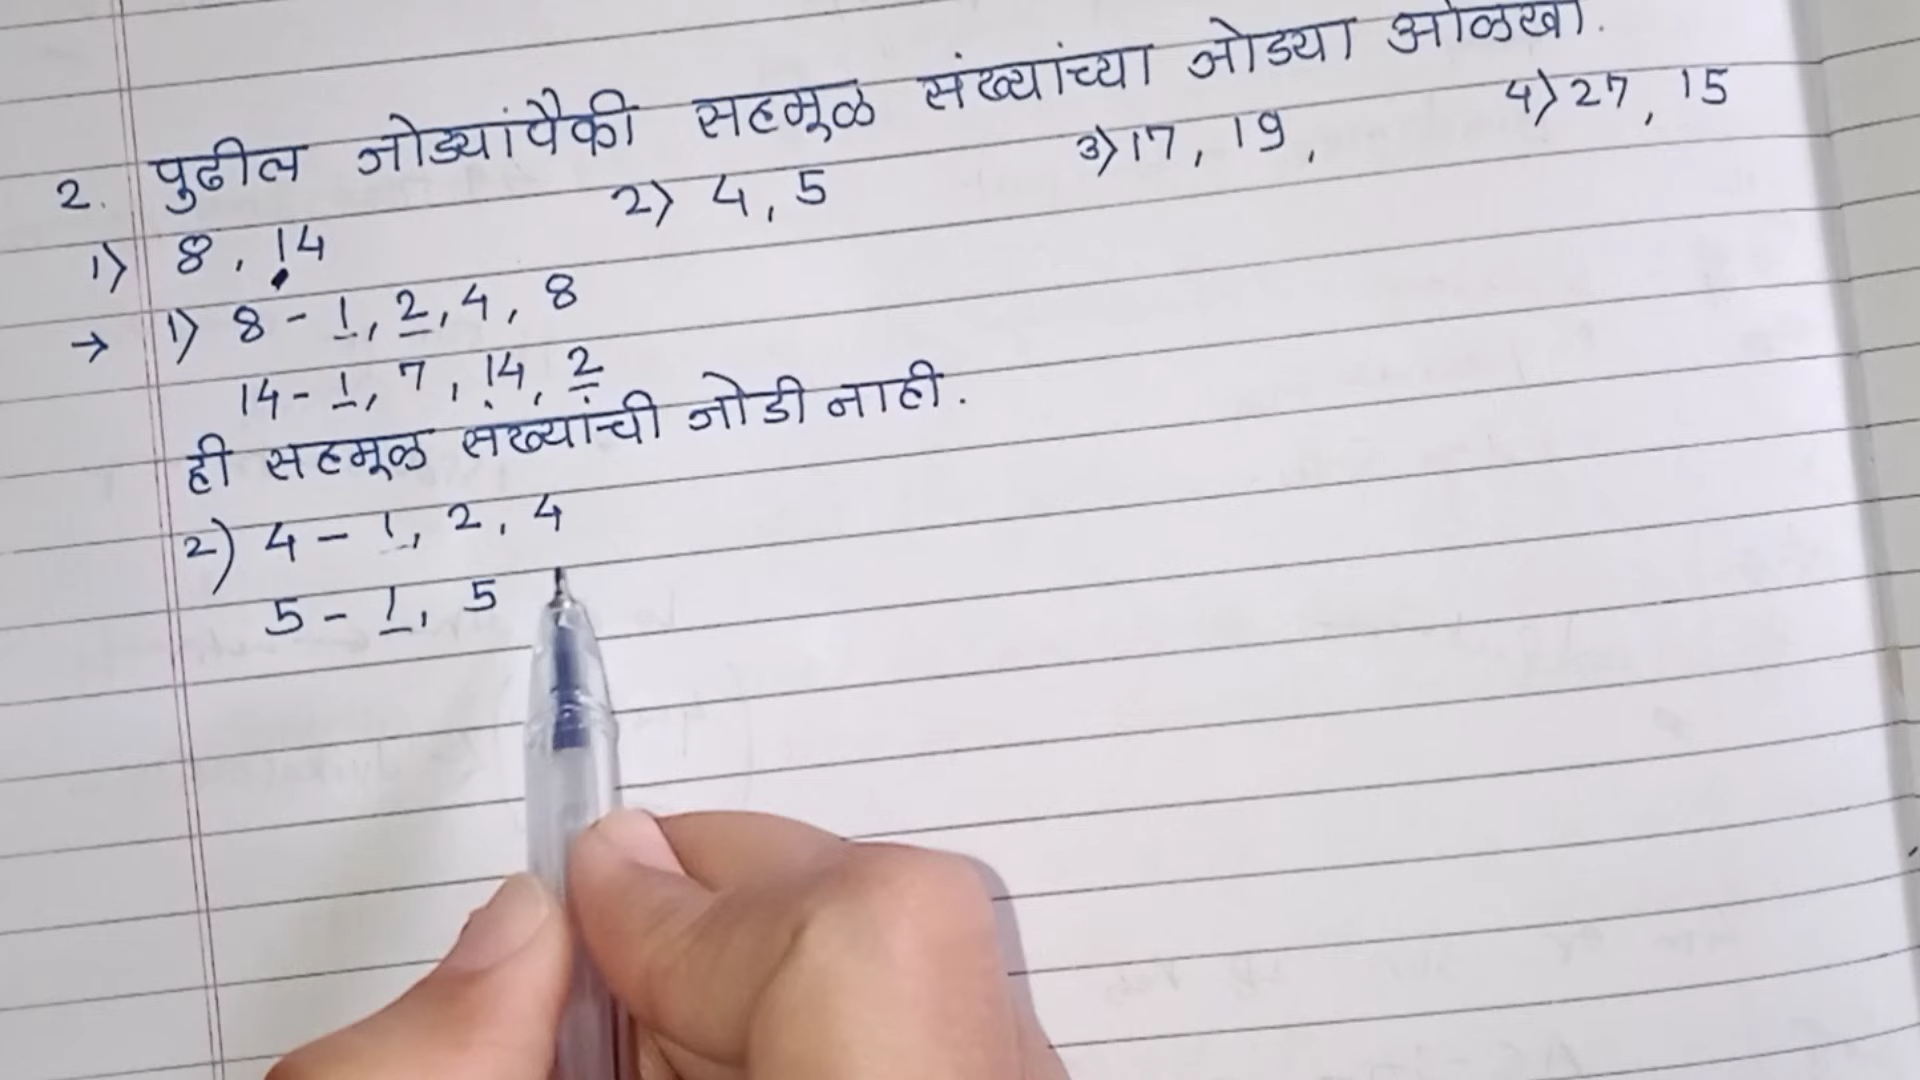 2. पुढील जोड्यांपैकी सहमूळ संख्यांच्या जोड्या ओळखा.
1) 8, 14 2) 4, 5 3) 17, 19, 4) 27, 15
→ 1) 8 - 1, 2, 4, 8
14 - 1, 7, 14, 2
ही सहमूळ संख्यांची जोडी नाही.
2) 4 - 1, 2, 4
5 - 1, 5